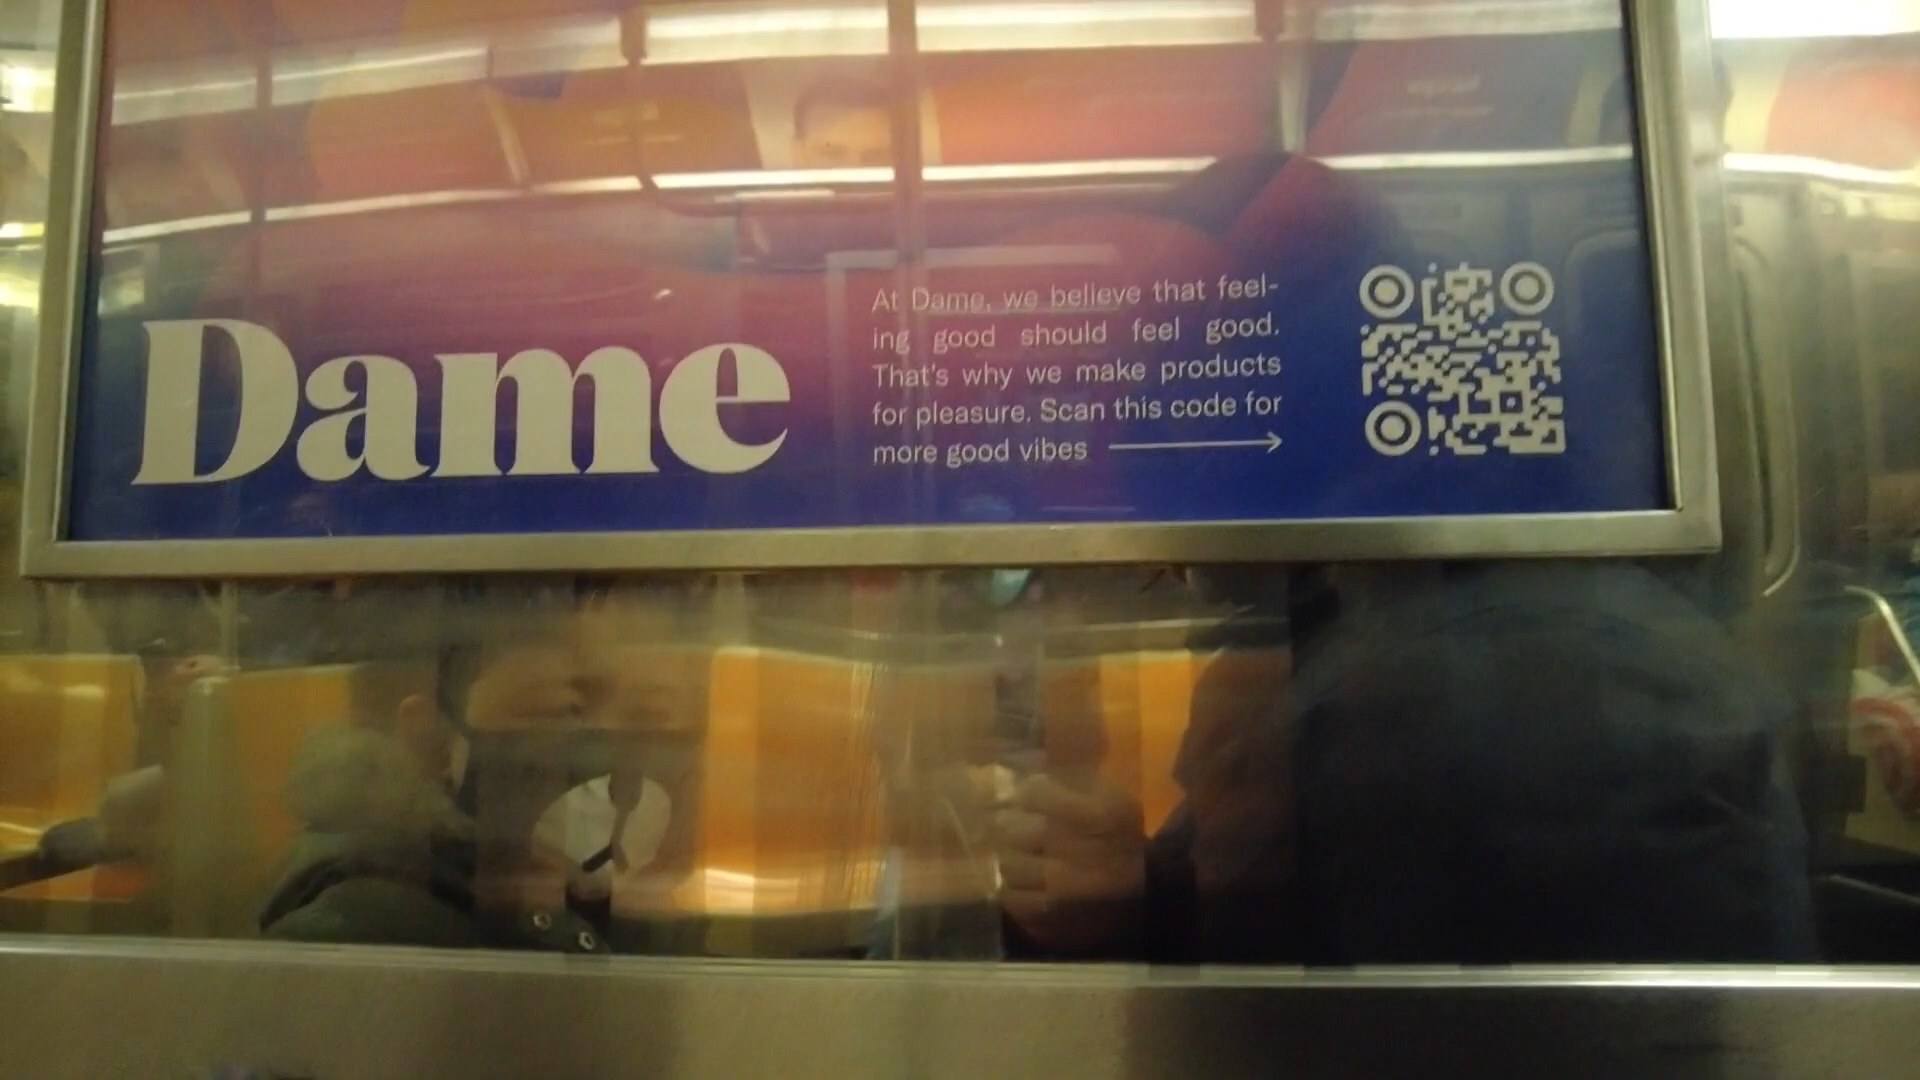 Dame
At Dame, we believe that feel-
ing good should feel good.
That's why we make products
for pleasure. Scan this code for
more good vibes